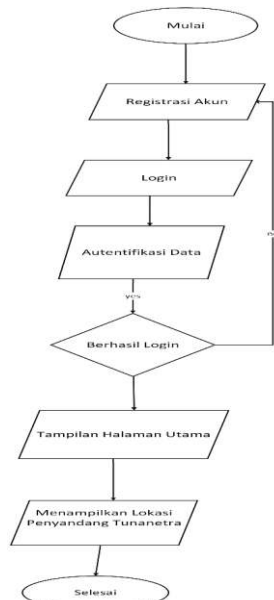 Mulai
Registrasi Akun
Login
Autentifikasi Data
yes
Berhasil Login
Tampilan Halaman Utama
Menampilkan Lokasi
Penyandang Tunanetra
Selesai